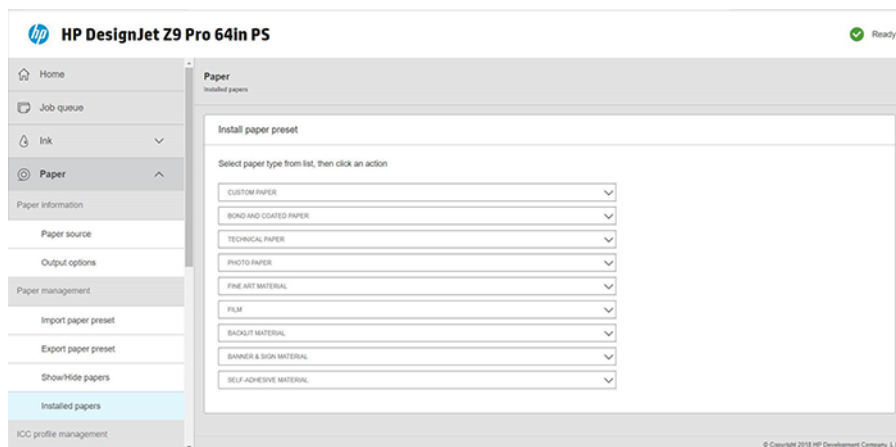 hp HP DesignJet Z9 Pro 64in PS
Ready
Home
Job queue
Ink
Paper
Paper information
Paper source
Output options
Paper management
Import paper preset
Export paper preset
Show/Hide papers
Installed papers
ICC profile management
Paper
Installed papers
Install paper preset
Select paper type from list, then click an action
CUSTOM PAPER
BOND AND COATED PAPER
TECHNICAL PAPER
PHOTO PAPER
FINE ART MATERIAL
FILM
BACKLIT MATERIAL
BANNER & SIGN MATERIAL
SELF-ADHESIVE MATERIAL
© Copyright 2018 HP Development Company, L